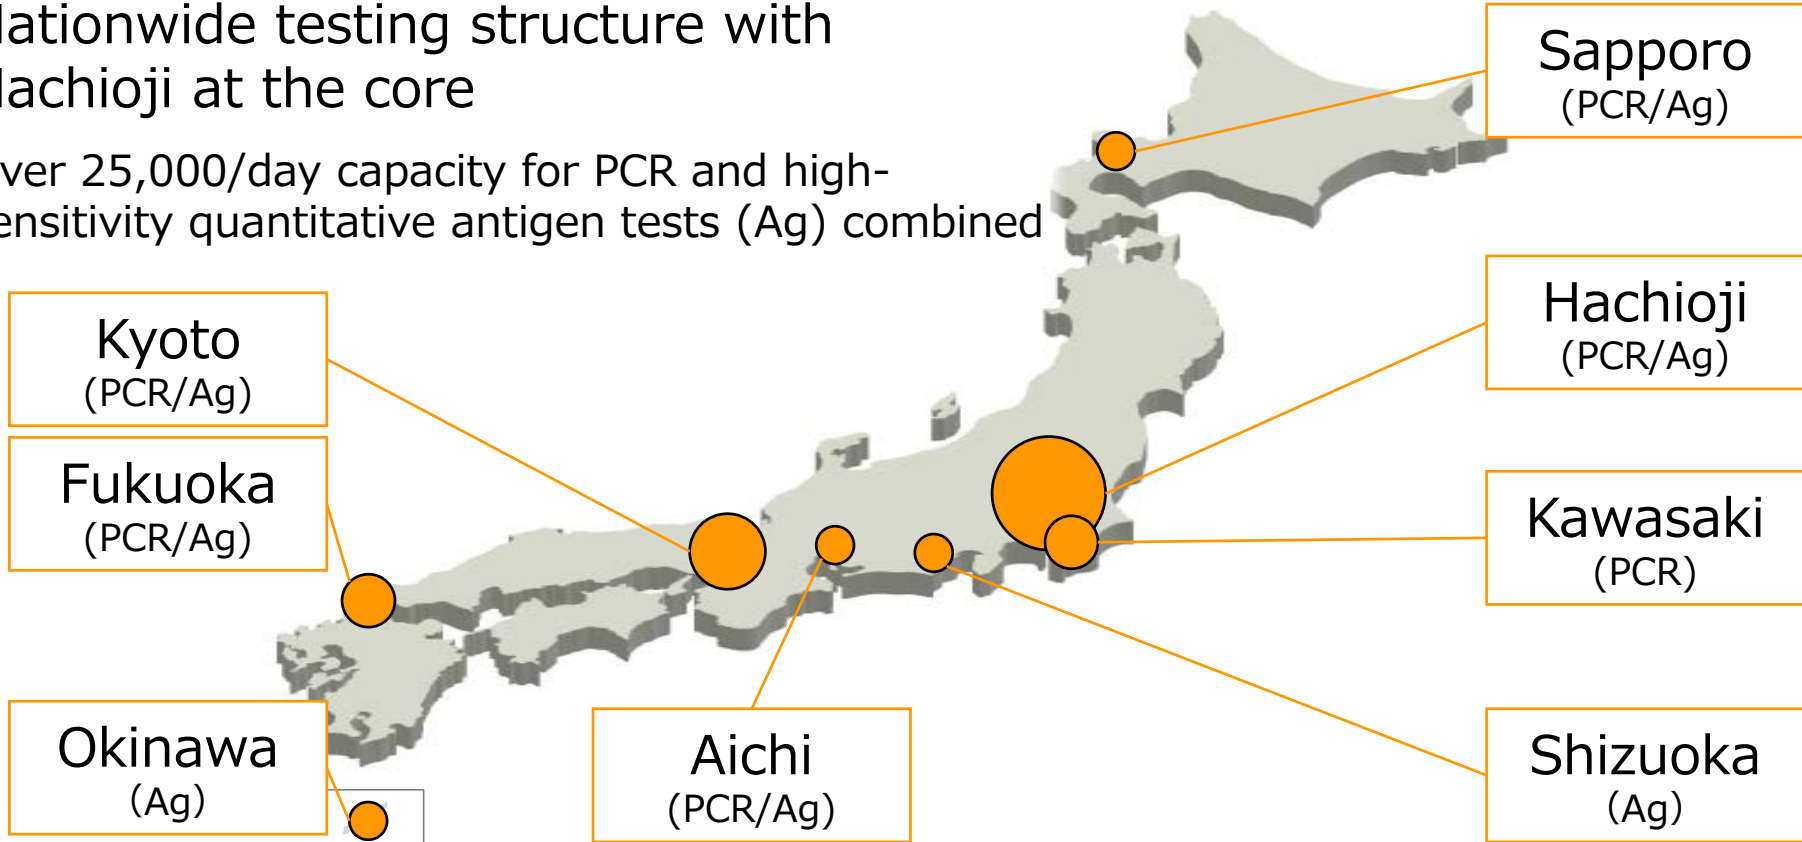 ationwide testing structure with
achioji at the core
ver 25,000/day capacity for PCR and high-
ensitivity quantitative antigen tests (Ag) combined
Sapporo
(PCR/Ag)
Hachioji
(PCR/Ag)
Kyoto
(PCR/Ag)
Fukuoka
(PCR/Ag)
Kawasaki
(PCR)
Okinawa
(Ag)
Aichi
(PCR/Ag)
Shizuoka
(Ag)